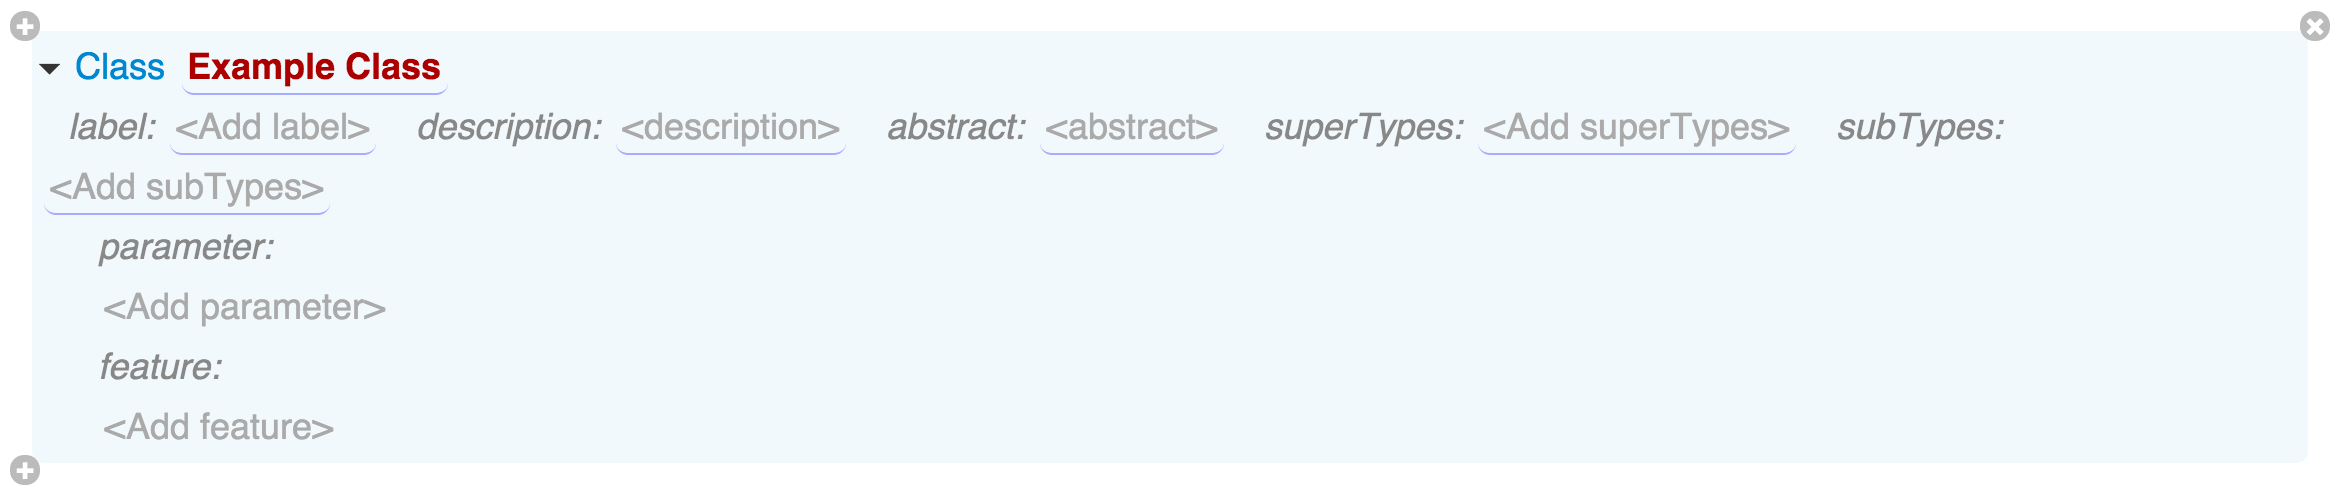 Class Example Class
label: <Add label> description: <description> abstract: <abstract> superTypes: <Add superTypes> subTypes:
<Add subTypes>
parameter:
<Add parameter>
feature:
<Add feature>